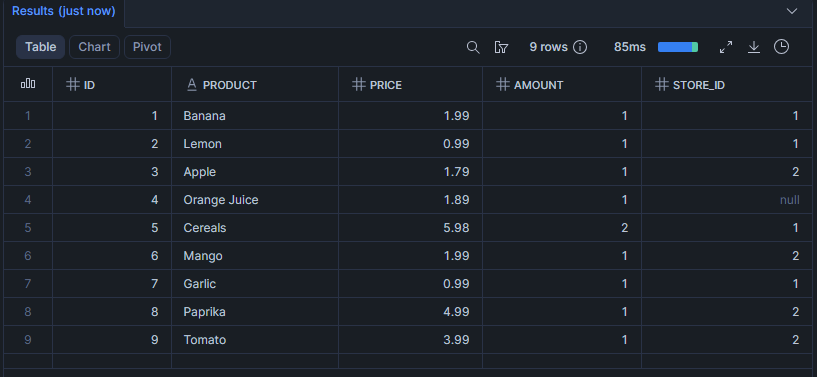 Results (just now)
Table Chart Pivot 9 rows 85ms
ID PRODUCT PRICE AMOUNT STORE_ID
1 1 Banana 1.99 1 1
2 2 Lemon 0.99 1 1
3 3 Apple 1.79 1 2
4 4 Orange Juice 1.89 1 null
5 5 Cereals 5.98 2 1
6 6 Mango 1.99 1 2
7 7 Garlic 0.99 1 1
8 8 Paprika 4.99 1 2
9 9 Tomato 3.99 1 2